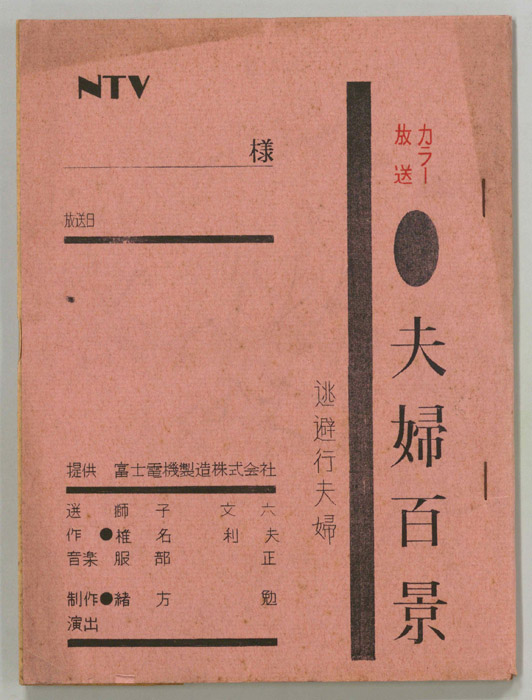 カラー
放送
夫婦百景
逃避行夫婦
NTV
様
放送日
提供 富士電機製造株式会社
選 師子文六
作●椎名利夫
音楽 服部正
制作●緒方勉
演出